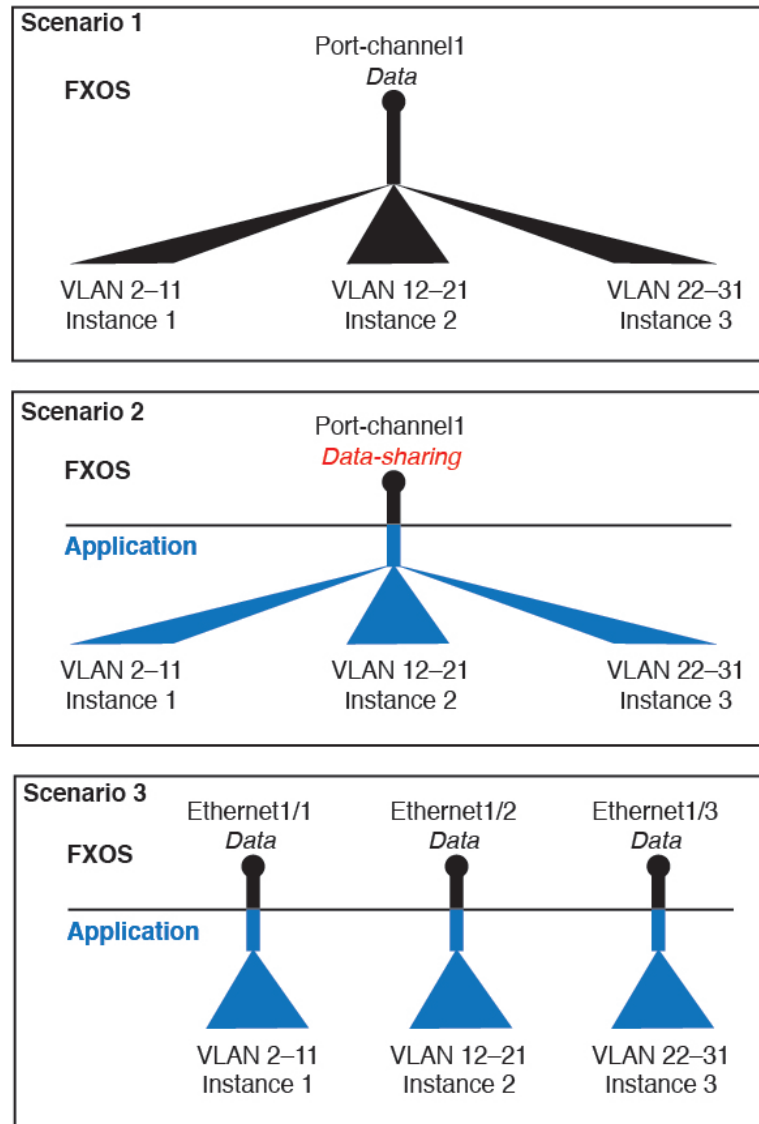 Scenario 1
Port-channel1
Data
FXOS
VLAN 2–11
Instance 1
VLAN 12–21
Instance 2
VLAN 22–31
Instance 3
Scenario 2
Port-channel1
Data-sharing
FXOS
Application
VLAN 2–11
Instance 1
VLAN 12–21
Instance 2
VLAN 22–31
Instance 3
Scenario 3
Ethernet1/1
Data
Ethernet1/2
Data
Ethernet1/3
Data
FXOS
Application
VLAN 2–11
Instance 1
VLAN 12–21
Instance 2
VLAN 22–31
Instance 3